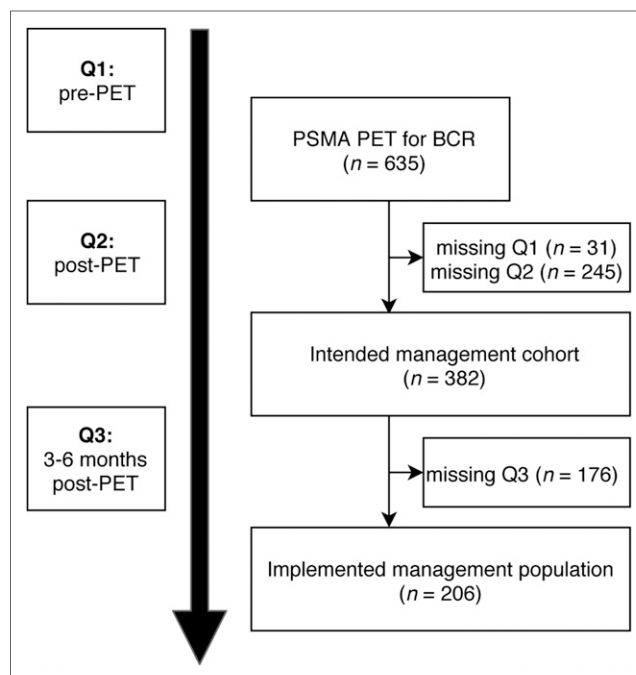 Q1:
pre-PET
PSMA PET for BCR
(n = 635)
Q2:
post-PET
missing Q1 (n = 31)
missing Q2 (n = 245)
Intended management cohort
(n = 382)
Q3:
3-6 months
post-PET
missing Q3 (n = 176)
Implemented management population
(n = 206)